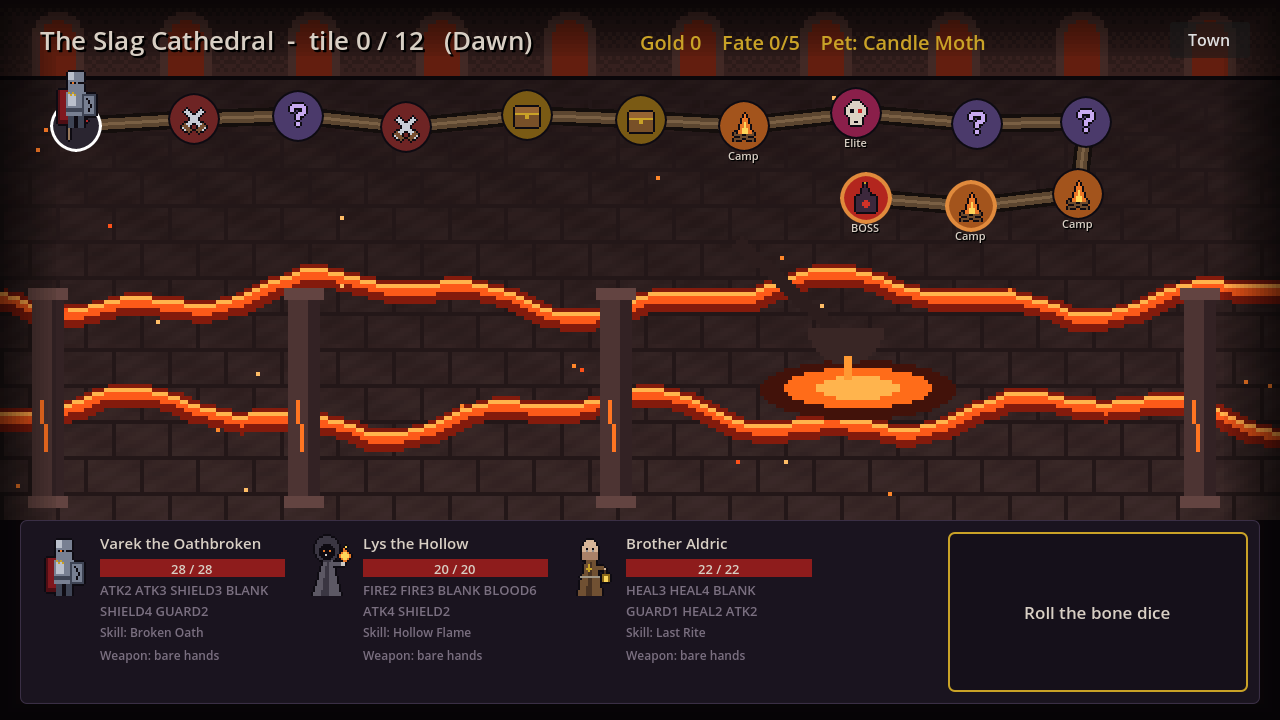 The Slag Cathedral - tile 0 / 12 (Dawn)
Gold 0 Fate 0/5 Pet: Candle Moth
Town
?
Camp
Elite
?
?
BOSS
Camp
Camp
Varek the Oathbroken
28 / 28
ATK2 ATK3 SHIELD3 BLANK
SHIELD4 GUARD2
Skill: Broken Oath
Weapon: bare hands
Lys the Hollow
20 / 20
FIRE2 FIRE3 BLANK BLOOD6
ATK4 SHIELD2
Skill: Hollow Flame
Weapon: bare hands
Brother Aldric
22 / 22
HEAL3 HEAL4 BLANK
GUARD1 HEAL2 ATK2
Skill: Last Rite
Weapon: bare hands
Roll the bone dice